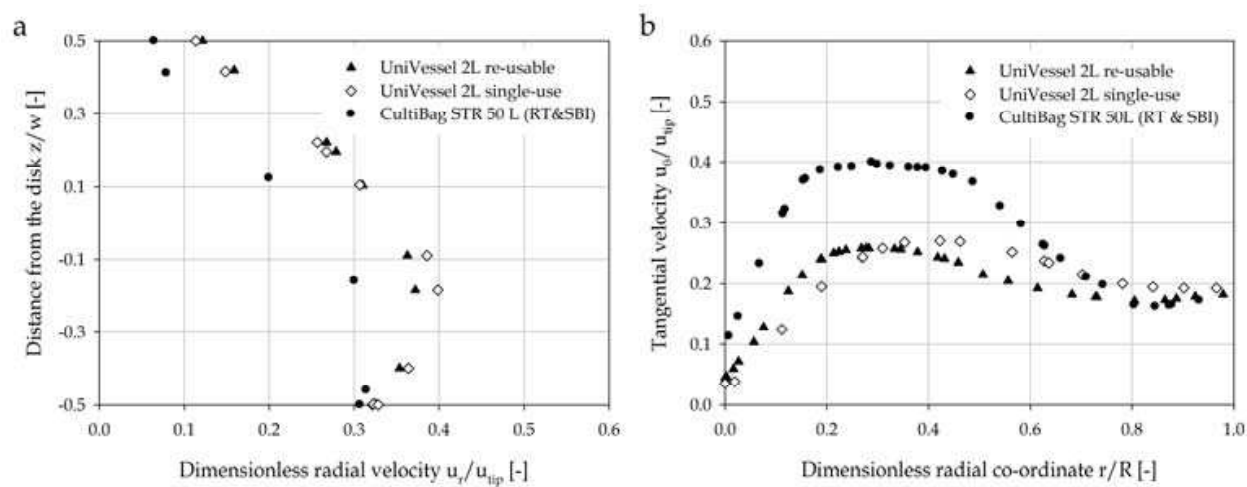 a
0.5
0.3
0.1
-0.1
-0.3
-0.5
Distance from the disk z/w [-]
UniVessel 2L re-usable
UniVessel 2L single-use
CultiBag STR 50 L (RT&SBI)
0.0 0.1 0.2 0.3 0.4 0.5 0.6
Dimensionless radial velocity u_r/u_tip [-]
b
0.6
0.5
0.4
0.3
0.2
0.1
0.0
Tangential velocity u_θ/u_tip [-]
UniVessel 2L re-usable
UniVessel 2L single-use
CultiBag STR 50L (RT & SBI)
0.0 0.2 0.4 0.6 0.8 1.0
Dimensionless radial co-ordinate r/R [-]